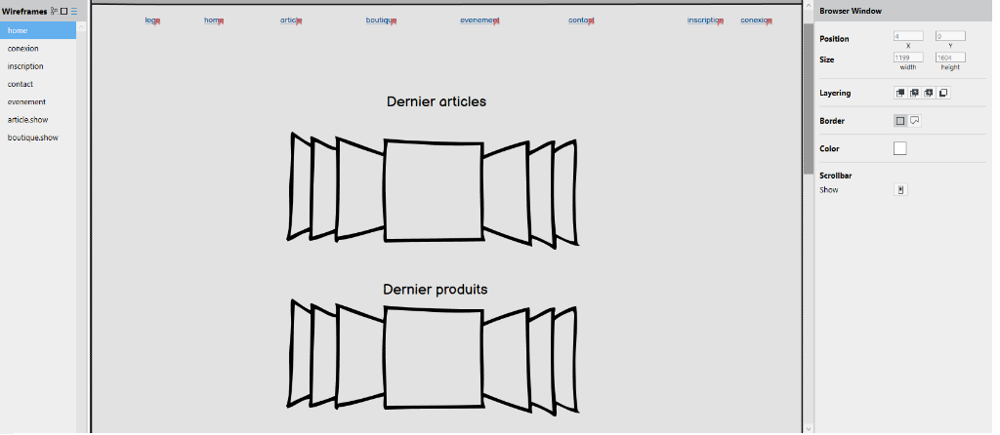 Wireframes
home
conexion
inscription
contact
evenement
article.show
boutique.show
logo home article boutique evenement contact inscription conexion
Dernier articles
Dernier produits
Browser Window
Position 4 0
X Y
Size 1199 1604
width height
Layering
Border
Color
Scrollbar
Show